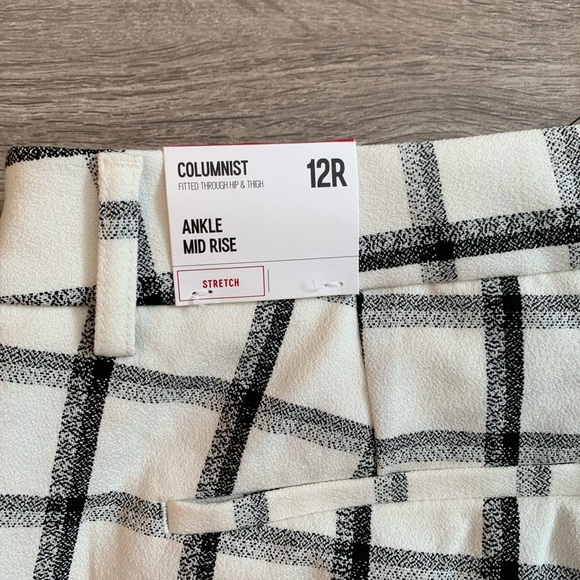 COLUMNIST
FITTED THROUGH HIP & THIGH
12R
ANKLE
MID RISE
STRETCH